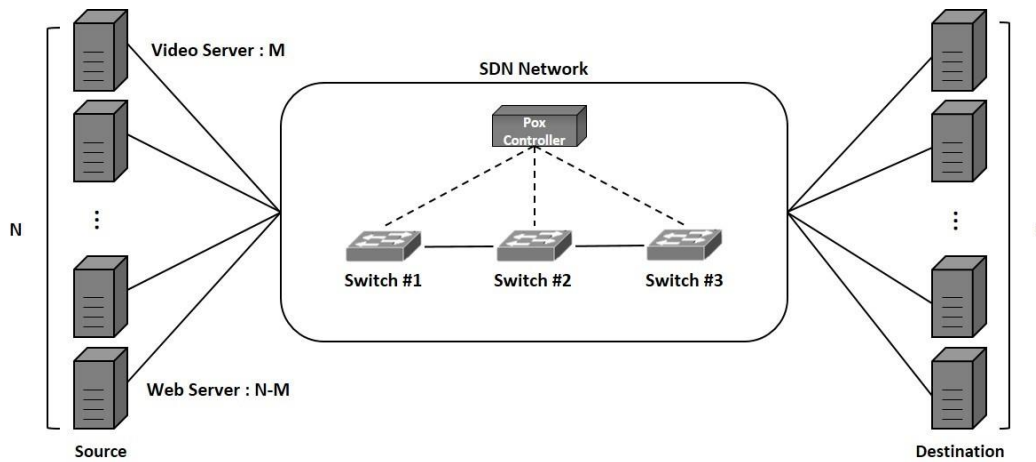 Video Server : M
SDN Network
Pox
Controller
N
Switch #1
Switch #2
Switch #3
Web Server : N-M
Source
Destination